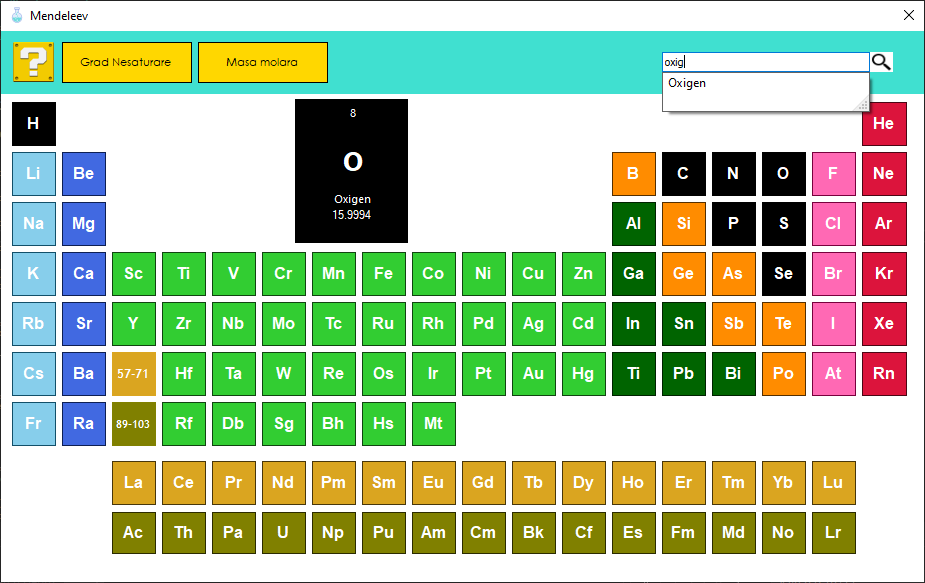 Mendeleev
? Grad Nesaturare Masa molara oxig
Oxigen
8
O
Oxigen
15.9994
H He
Li Be B C N O F Ne
Na Mg Al Si P S Cl Ar
K Ca Sc Ti V Cr Mn Fe Co Ni Cu Zn Ga Ge As Se Br Kr
Rb Sr Y Zr Nb Mo Tc Ru Rh Pd Ag Cd In Sn Sb Te I Xe
Cs Ba 57-71 Hf Ta W Re Os Ir Pt Au Hg Ti Pb Bi Po At Rn
Fr Ra 89-103 Rf Db Sg Bh Hs Mt
La Ce Pr Nd Pm Sm Eu Gd Tb Dy Ho Er Tm Yb Lu
Ac Th Pa U Np Pu Am Cm Bk Cf Es Fm Md No Lr